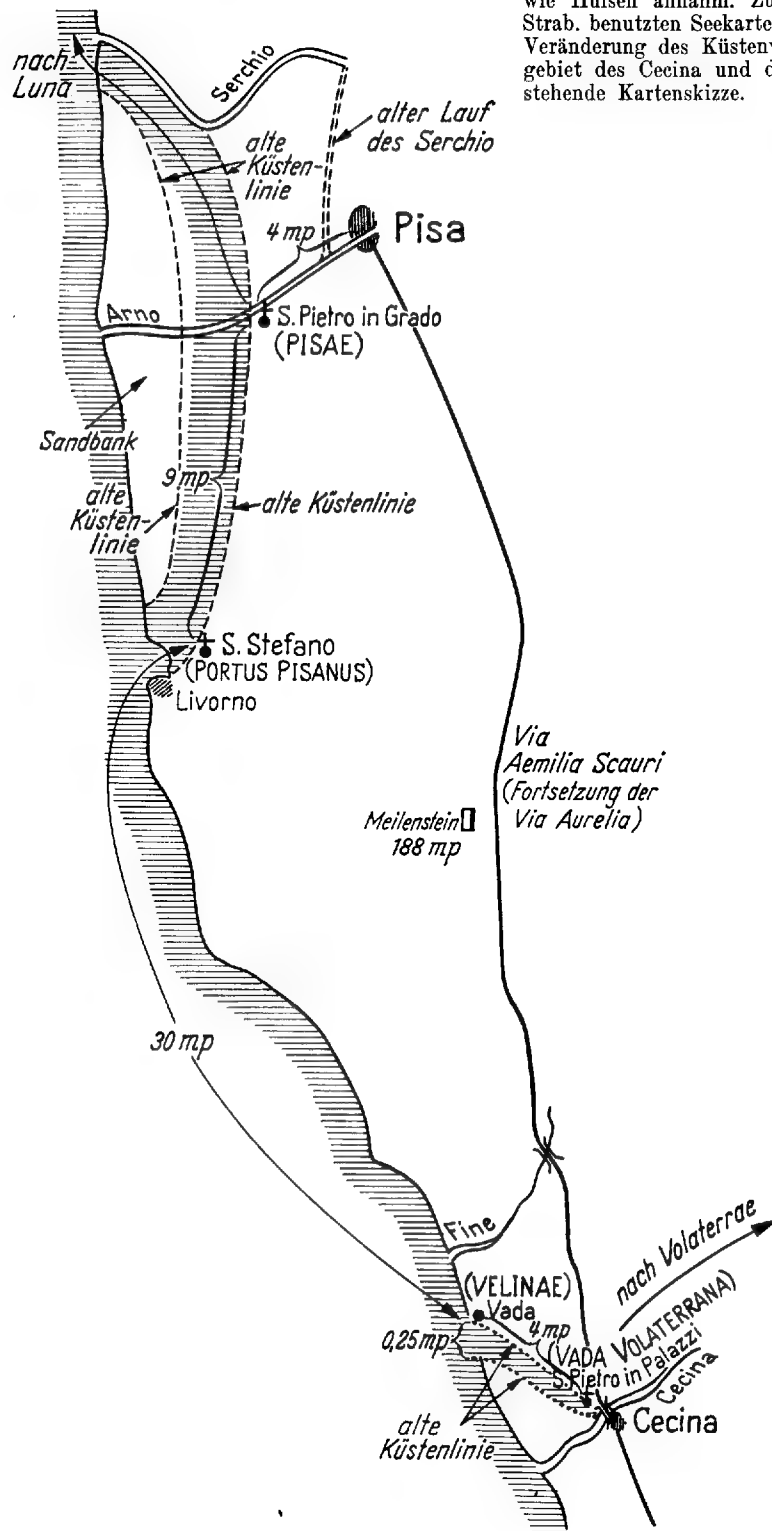 wie Hülsen annahm. Zu
Strab. benutzten Seekarte
Veränderung des Küsten
gebiet des Cecina und d
stehende Kartenskizze.
nach
Luna
Serchio
alter Lauf
des Serchio
alte
Küsten-
linie
4 mp
Pisa
Arno
S. Pietro in Grado
(PISAE)
Sandbank
9 mp
alte
Küsten-
linie
alte Küstenlinie
S. Stefano
(PORTUS PISANUS)
Livorno
Via
Aemilia Scauri
(Fortsetzung der
Via Aurelia)
Meilenstein
188 mp
30 mp
Fine
nach Volaterrae
(VELINAE)
Vada
4 mp
0,25 mp
(VADA VOLATERRANA)
S. Pietro in Palazzi
Cecina
alte
Küstenlinie
Cecina